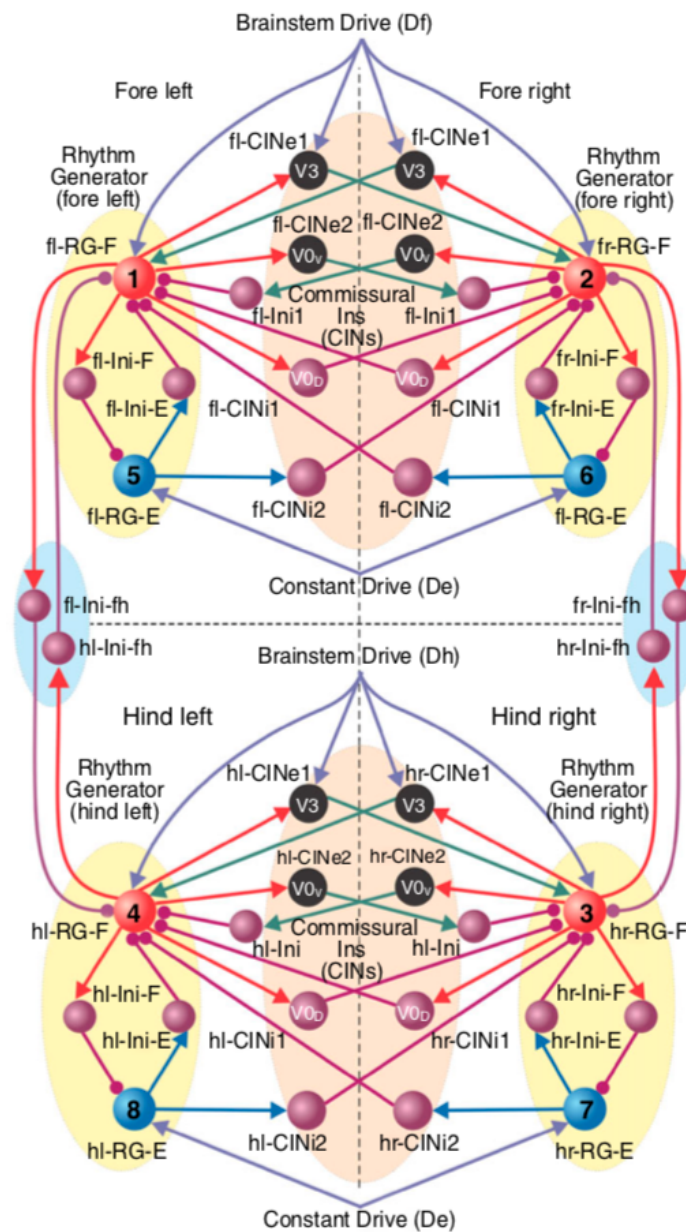 Brainstem Drive (Df)
Fore left
Fore right
fl-CINe1
fl-CINe1
Rhythm
Generator
(fore left)
Rhythm
Generator
(fore right)
V3
V3
fl-CINe2
fl-CINe2
fl-RG-F
fr-RG-F
V0v
V0v
1
2
fl-Ini1
Commissural
Ins
(CINs)
fl-Ini1
fl-Ini-F
fr-Ini-F
V0D
V0D
fl-Ini-E
fl-CINi1
fl-CINi1
fr-Ini-E
5
6
fl-RG-E
fl-CINi2
fl-CINi2
fl-RG-E
Constant Drive (De)
fl-Ini-fh
fr-Ini-fh
hl-Ini-fh
hr-Ini-fh
Brainstem Drive (Dh)
Hind left
Hind right
hl-CINe1
hr-CINe1
Rhythm
Generator
(hind left)
Rhythm
Generator
(hind right)
V3
V3
hl-CINe2
hr-CINe2
V0v
V0v
4
3
hl-RG-F
hl-Ini
Commissural
Ins
(CINs)
hl-Ini
hr-RG-F
hl-Ini-F
hr-Ini-F
V0D
V0D
hl-Ini-E
hl-CINi1
hr-CINi1
hr-Ini-E
8
7
hl-RG-E
hl-CINi2
hr-CINi2
hr-RG-E
Constant Drive (De)